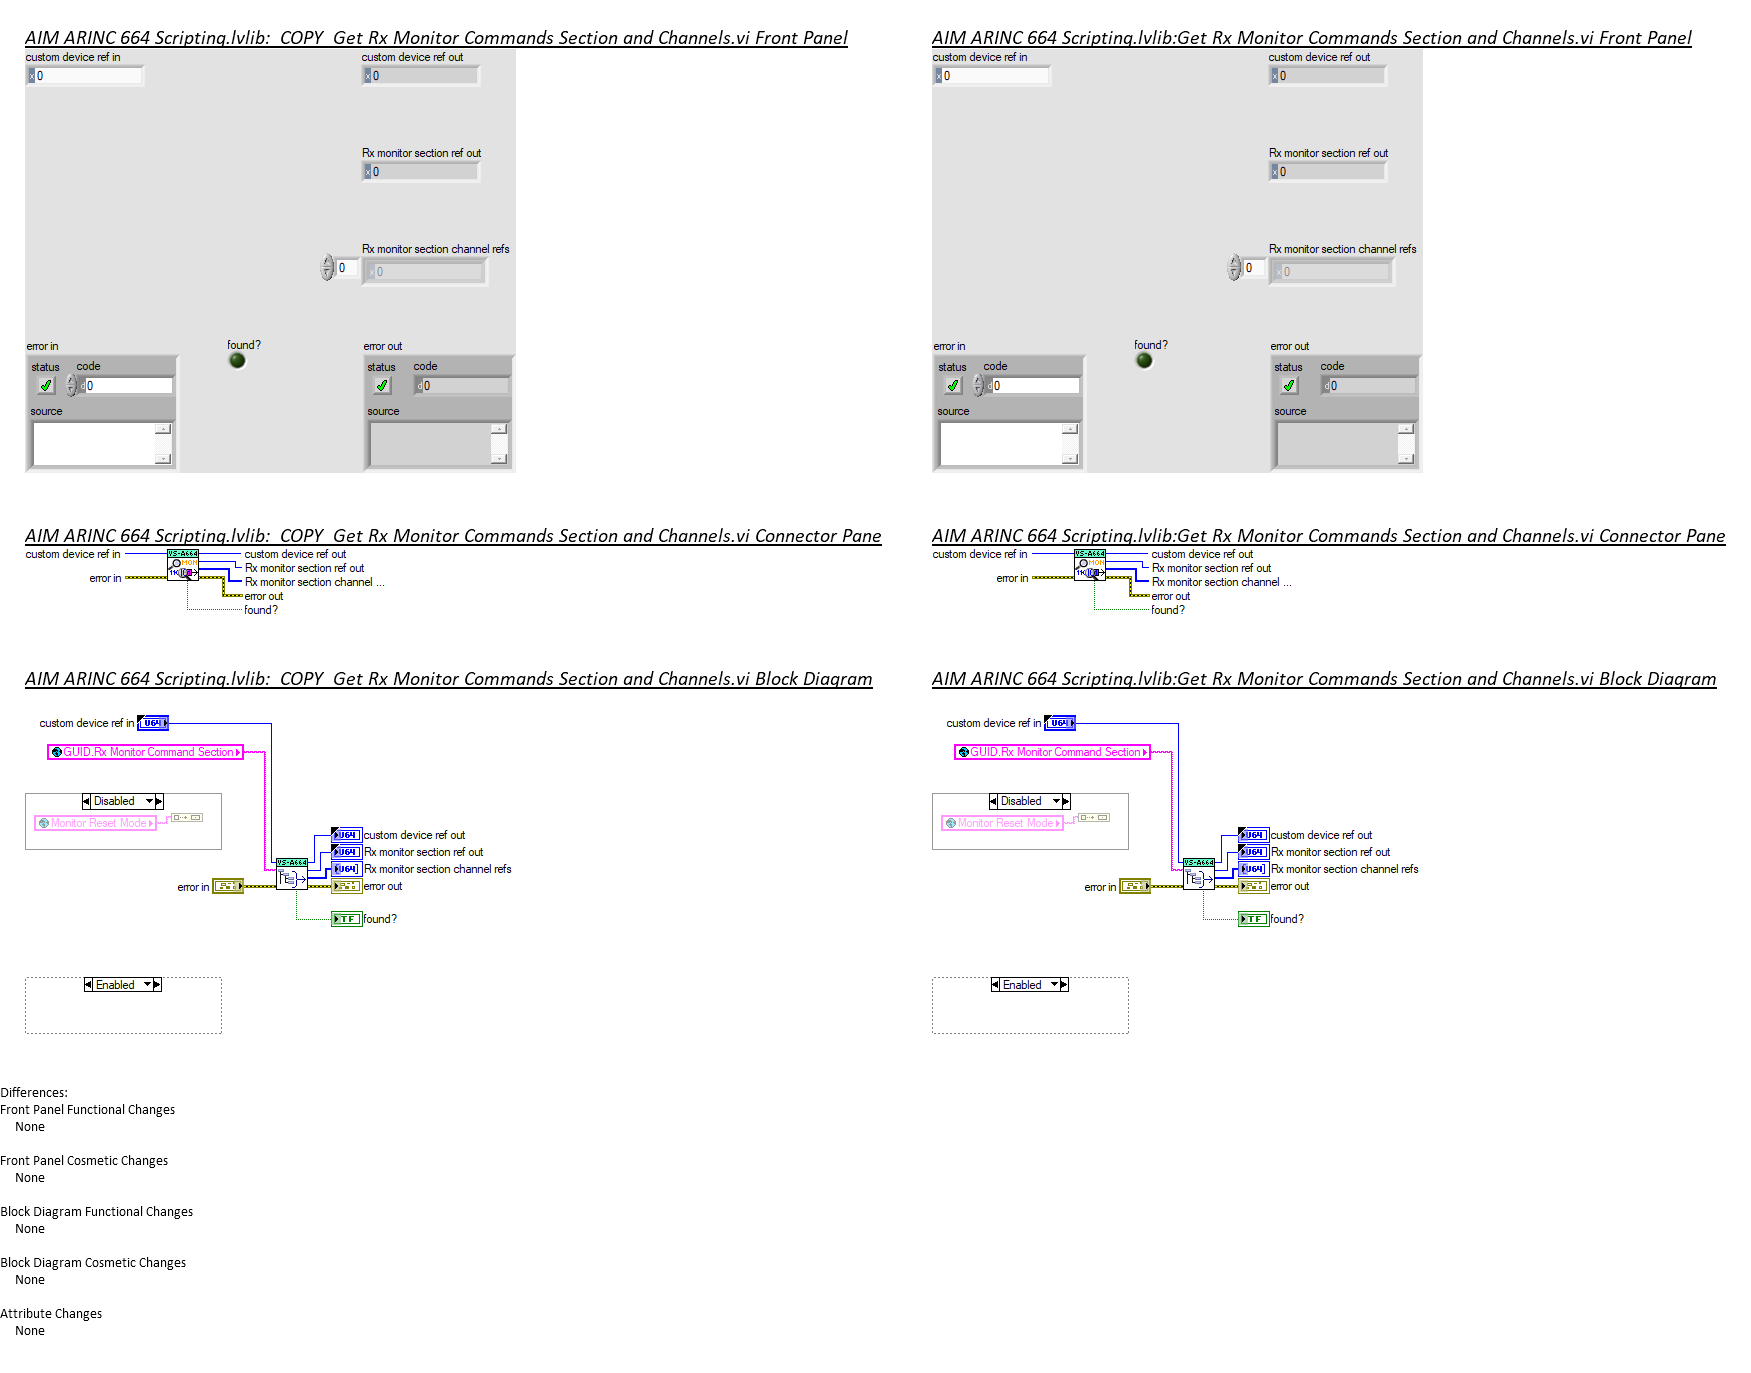 AIM ARINC 664 Scripting.lvlib:_COPY_Get Rx Monitor Commands Section and Channels.vi Front Panel
custom device ref in
custom device ref out
x 0
x 0
Rx monitor section ref out
x 0
Rx monitor section channel refs
0
x 0
error in
found?
error out
status
code
status
code
d 0
d 0
source
source
AIM ARINC 664 Scripting.lvlib:Get Rx Monitor Commands Section and Channels.vi Front Panel
custom device ref in
custom device ref out
x 0
x 0
Rx monitor section ref out
x 0
Rx monitor section channel refs
0
x 0
error in
found?
error out
status
code
status
code
d 0
d 0
source
source
AIM ARINC 664 Scripting.lvlib:_COPY_Get Rx Monitor Commands Section and Channels.vi Connector Pane
custom device ref in
VS-A664
MON
custom device ref out
Rx monitor section ref out
Rx monitor section channel ...
error in
error out
found?
AIM ARINC 664 Scripting.lvlib:Get Rx Monitor Commands Section and Channels.vi Connector Pane
custom device ref in
VS-A664
MON
custom device ref out
Rx monitor section ref out
Rx monitor section channel ...
error in
error out
found?
AIM ARINC 664 Scripting.lvlib:_COPY_Get Rx Monitor Commands Section and Channels.vi Block Diagram
custom device ref in
U64
GUID.Rx Monitor Command Section
Disabled
Monitor Reset Mode
U64 custom device ref out
U64 Rx monitor section ref out
VS-A664
U64 Rx monitor section channel refs
error in
error out
TF found?
Enabled
AIM ARINC 664 Scripting.lvlib:Get Rx Monitor Commands Section and Channels.vi Block Diagram
custom device ref in
U64
GUID.Rx Monitor Command Section
Disabled
Monitor Reset Mode
U64 custom device ref out
U64 Rx monitor section ref out
VS-A664
U64 Rx monitor section channel refs
error in
error out
TF found?
Enabled
Differences:
Front Panel Functional Changes
None
Front Panel Cosmetic Changes
None
Block Diagram Functional Changes
None
Block Diagram Cosmetic Changes
None
Attribute Changes
None